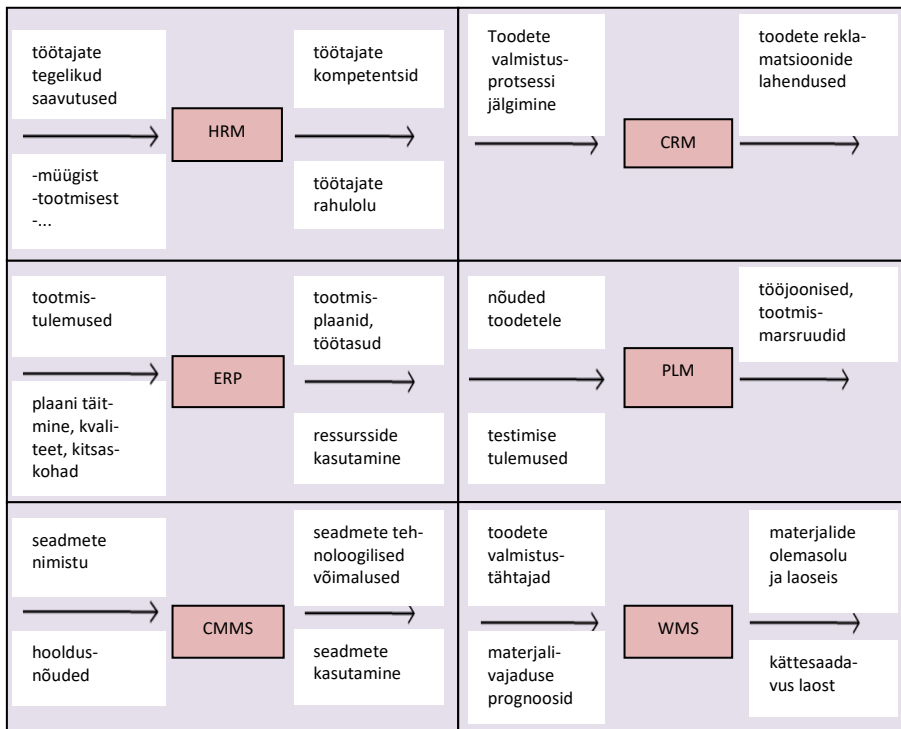 töötajate
tegelikud
saavutused
HRM
-müügist
-tootmisest
-...
töötajate
kompetentsid
töötajate
rahulolu
Toodete
valmistus-
protsessi
jälgimine
CRM
toodete rekla-
matsioonide
lahendused
tootmis-
tulemused
ERP
plaani täit-
mine, kvali-
teet, kitsas-
kohad
tootmis-
plaanid,
töötasud
ressursside
kasutamine
nõuded
toodetele
PLM
testimise
tulemused
tööjoonised,
tootmis-
marsruudid
seadmete
nimistu
CMMS
hooldus-
nõuded
seadmete teh-
noloogilised
võimalused
seadmete
kasutamine
toodete
valmistus-
tähtajad
WMS
materjali-
vajaduse
prognoosid
materjalide
olemasolu
ja laoseis
kättesaada-
vus laost